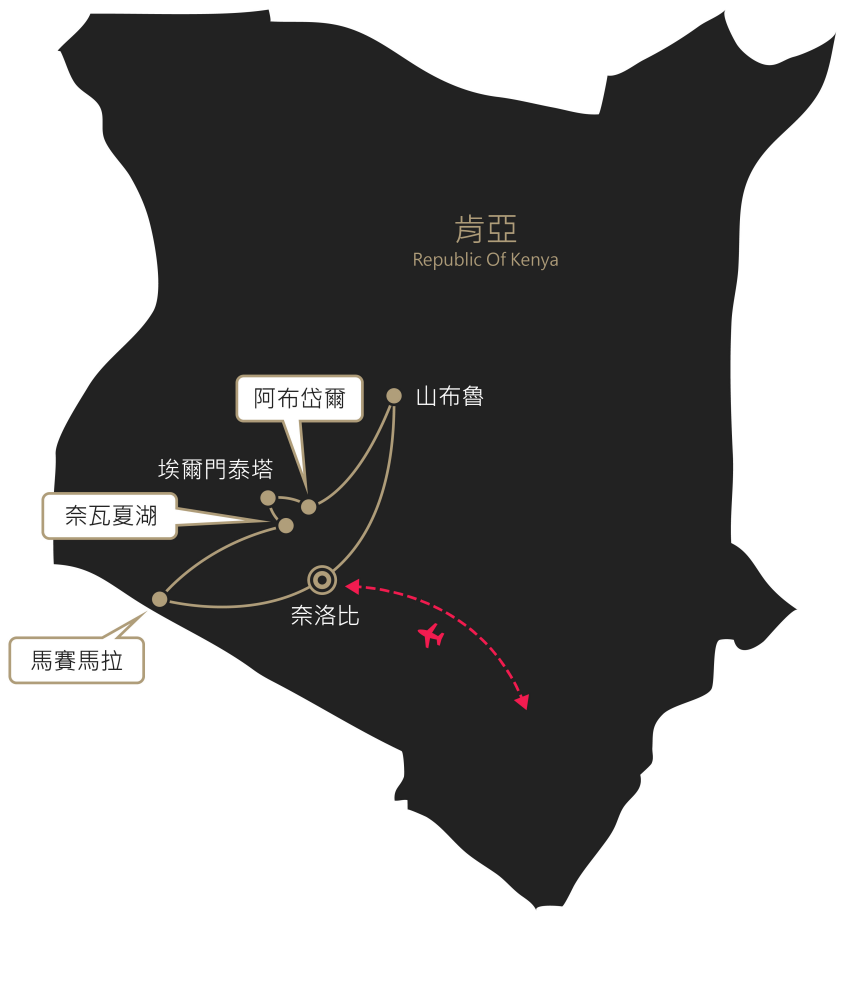 肯亞
Republic Of Kenya
阿布岱爾
山布魯
埃爾門泰塔
奈瓦夏湖
奈洛比
馬賽馬拉